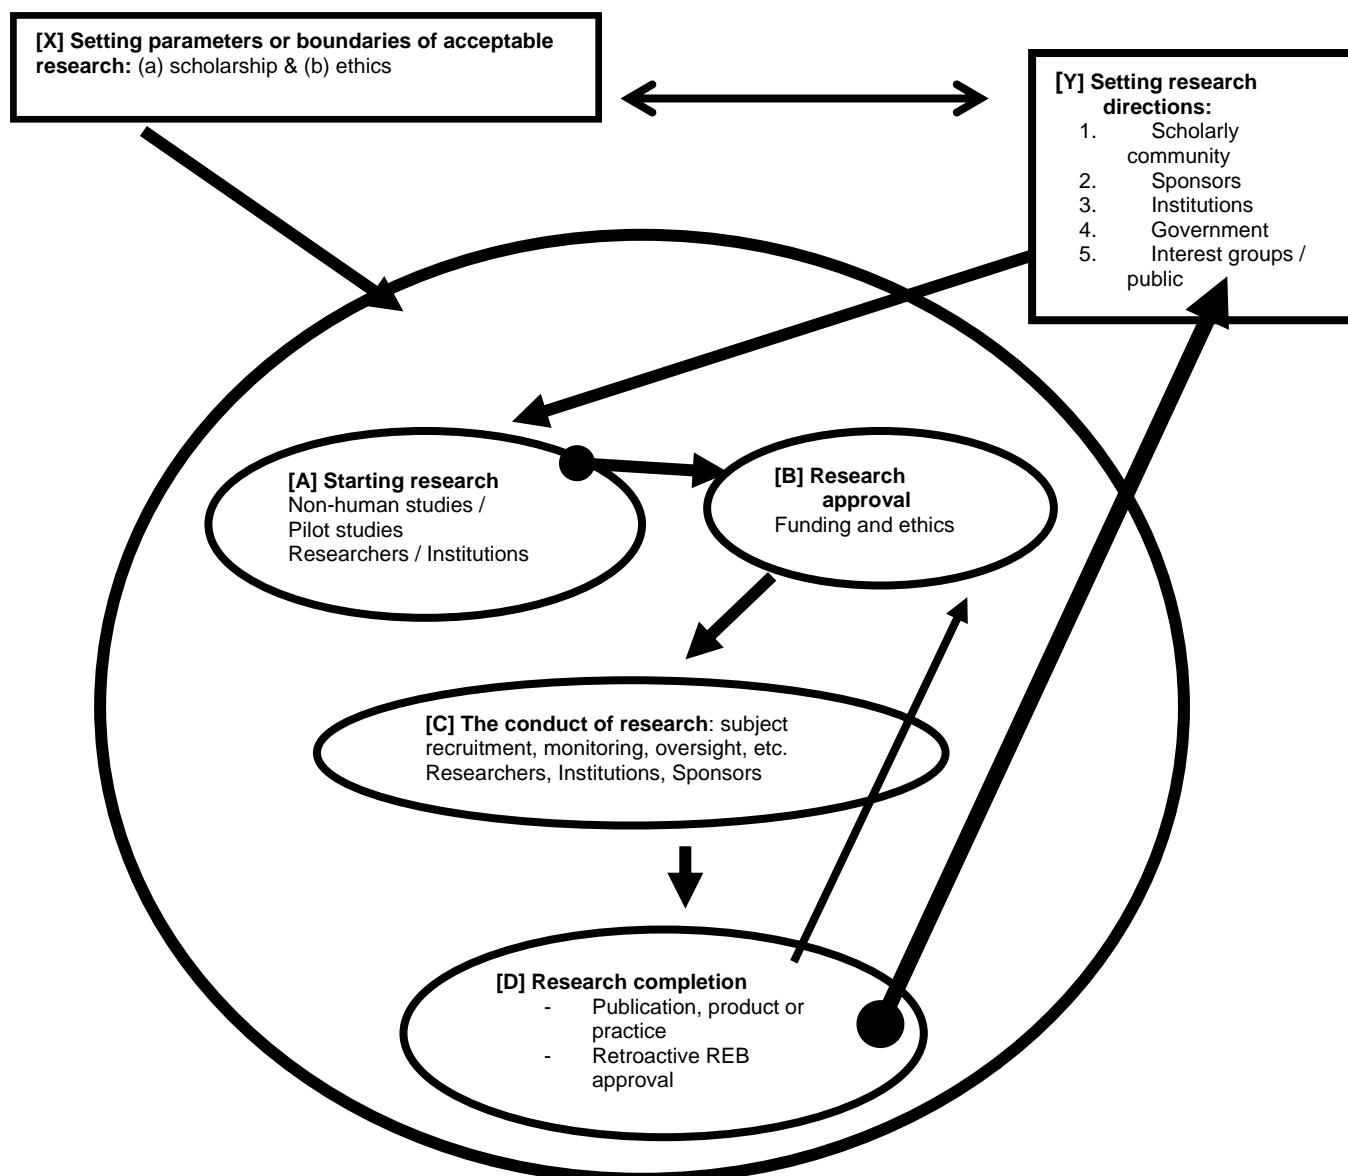 [X] Setting parameters or boundaries of acceptable
research: (a) scholarship & (b) ethics
[Y] Setting research
directions:
1. Scholarly
community
2. Sponsors
3. Institutions
4. Government
5. Interest groups /
public
[A] Starting research
Non-human studies /
Pilot studies
Researchers / Institutions
[B] Research
approval
Funding and ethics
[C] The conduct of research: subject
recruitment, monitoring, oversight, etc.
Researchers, Institutions, Sponsors
[D] Research completion
- Publication, product or
practice
- Retroactive REB
approval